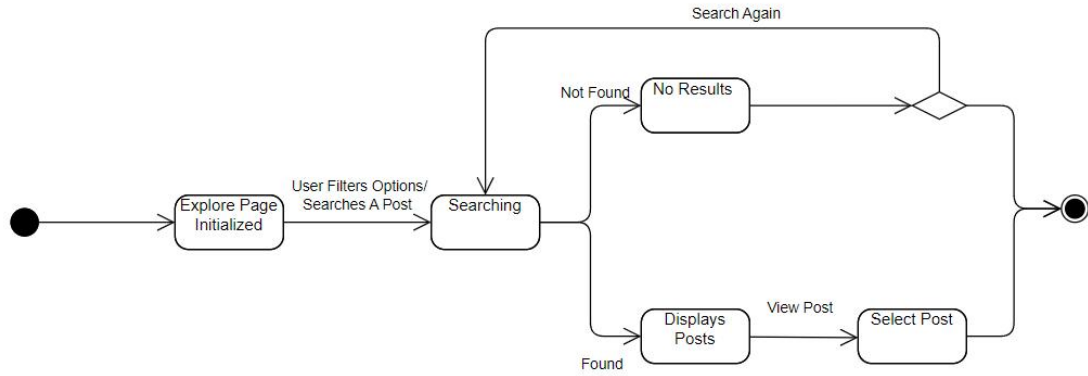 Search Again
Not Found
No Results
User Filters Options/
Searches A Post
Explore Page
Initialized
Searching
Displays
Posts
View Post
Select Post
Found